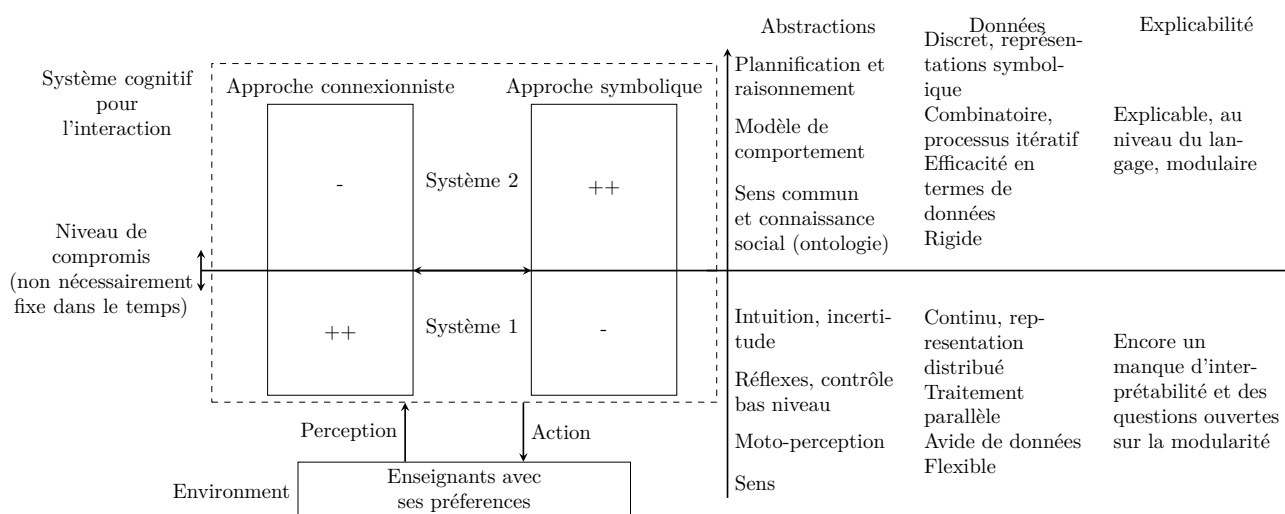 Système cognitif
pour
l'interaction
Niveau de
compromis
(non nécessairement
fixe dans le temps)
Approche connexionniste
Approche symbolique
-
Système 2
++
++
Système 1
-
Perception
Action
Environment
Enseignants avec
ses préferences
Abstractions
Plannification et
raisonnement
Modèle de
comportement
Sens commun
et connaissance
social (ontologie)
Intuition, incerti-
tude
Réflexes, contrôle
bas niveau
Moto-perception
Sens
Données
Discret, représen-
tations symbol-
ique
Combinatoire,
processus itératif
Efficacité en
termes de
données
Rigide
Continu, rep-
resentation
distribué
Traitement
parallèle
Avide de données
Flexible
Explicabilité
Explicable, au
niveau du lan-
gage, modulaire
Encore un
manque d'inter-
prétabilité et des
questions ouvertes
sur la modularité